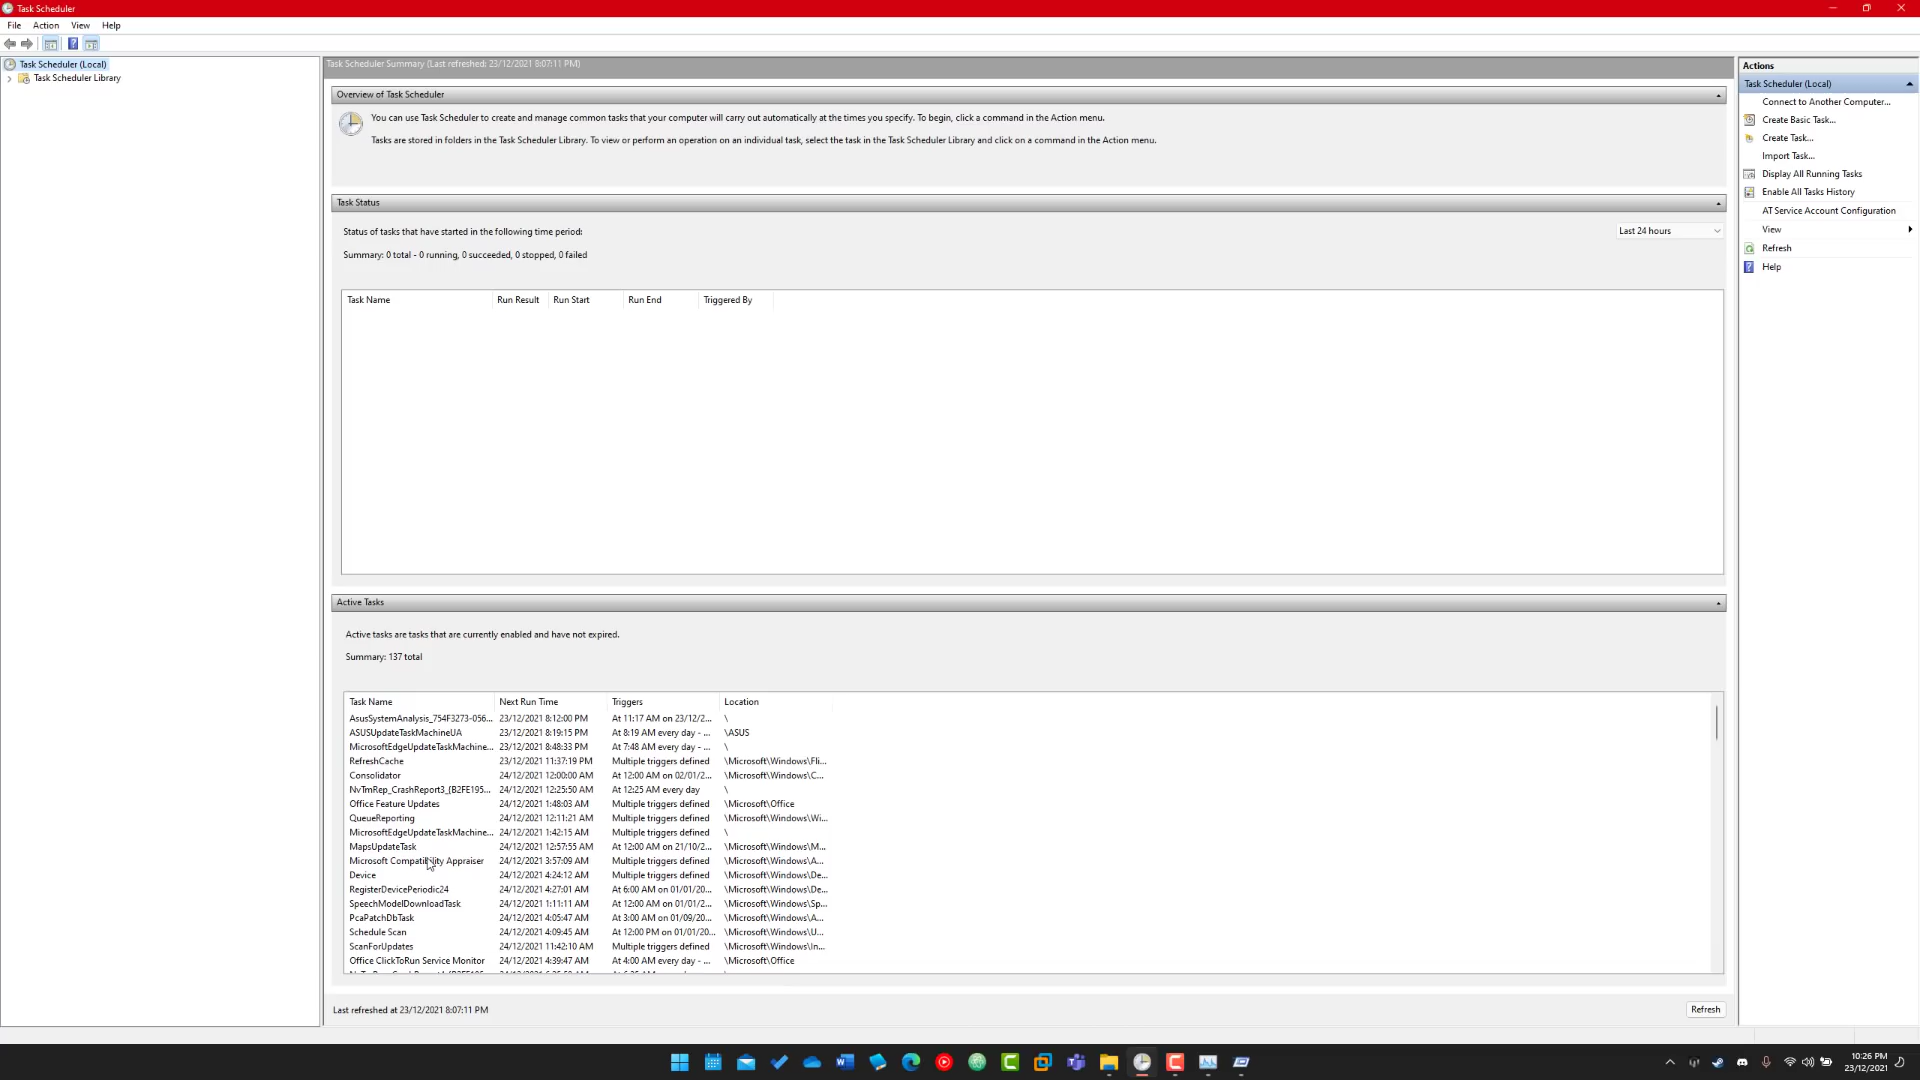 Task Scheduler
File Action View Help
Task Scheduler (Local)
Task Scheduler Library
Task Scheduler Summary (Last refreshed: 23/12/2021 8:07:11 PM)
Overview of Task Scheduler
You can use Task Scheduler to create and manage common tasks that your computer will carry out automatically at the times you specify. To begin, click a command in the Action menu.
Tasks are stored in folders in the Task Scheduler Library. To view or perform an operation on an individual task, select the task in the Task Scheduler Library and click on a command in the Action menu.
Task Status
Status of tasks that have started in the following time period:
Last 24 hours
Summary: 0 total - 0 running, 0 succeeded, 0 stopped, 0 failed
Task Name Run Result Run Start Run End Triggered By
Active Tasks
Active tasks are tasks that are currently enabled and have not expired.
Summary: 137 total
Task Name Next Run Time Triggers Location
AsusSystemAnalysis_754F3273-056... 23/12/2021 8:12:00 PM At 11:17 AM on 23/12/2... \
ASUSUpdateTaskMachineUA 23/12/2021 8:19:15 PM At 8:19 AM every day - ... \ASUS
MicrosoftEdgeUpdateTaskMachine... 23/12/2021 8:48:33 PM At 7:48 AM every day - ... \
RefreshCache 23/12/2021 11:37:19 PM Multiple triggers defined \Microsoft\Windows\Fli...
Consolidator 24/12/2021 12:00:00 AM At 12:00 AM on 02/01/2... \Microsoft\Windows\C...
NvTmRep_CrashReport3_{B2FE195... 24/12/2021 12:25:50 AM At 12:25 AM every day \
Office Feature Updates 24/12/2021 1:48:03 AM Multiple triggers defined \Microsoft\Office
QueueReporting 24/12/2021 12:11:21 AM Multiple triggers defined \Microsoft\Windows\Wi...
MicrosoftEdgeUpdateTaskMachine... 24/12/2021 1:42:15 AM Multiple triggers defined \
MapsUpdateTask 24/12/2021 12:57:55 AM At 12:00 AM on 21/10/2... \Microsoft\Windows\M...
Microsoft Compatibility Appraiser 24/12/2021 3:57:09 AM Multiple triggers defined \Microsoft\Windows\A...
Device 24/12/2021 4:24:12 AM Multiple triggers defined \Microsoft\Windows\De...
RegisterDevicePeriodic24 24/12/2021 4:27:01 AM At 6:00 AM on 01/01/20... \Microsoft\Windows\De...
SpeechModelDownloadTask 24/12/2021 1:11:11 AM At 12:00 AM on 01/01/2... \Microsoft\Windows\Sp...
PcaPatchDbTask 24/12/2021 4:05:47 AM At 3:00 AM on 01/09/20... \Microsoft\Windows\A...
Schedule Scan 24/12/2021 4:09:45 AM At 12:00 PM on 01/01/20... \Microsoft\Windows\U...
ScanForUpdates 24/12/2021 11:42:10 AM Multiple triggers defined \Microsoft\Windows\In...
Office ClickToRun Service Monitor 24/12/2021 4:39:47 AM At 4:00 AM every day - ... \Microsoft\Office
Last refreshed at 23/12/2021 8:07:11 PM
Refresh
Actions
Task Scheduler (Local)
Connect to Another Computer...
Create Basic Task...
Create Task...
Import Task...
Display All Running Tasks
Enable All Tasks History
AT Service Account Configuration
View
Refresh
Help
10:26 PM
23/12/2021